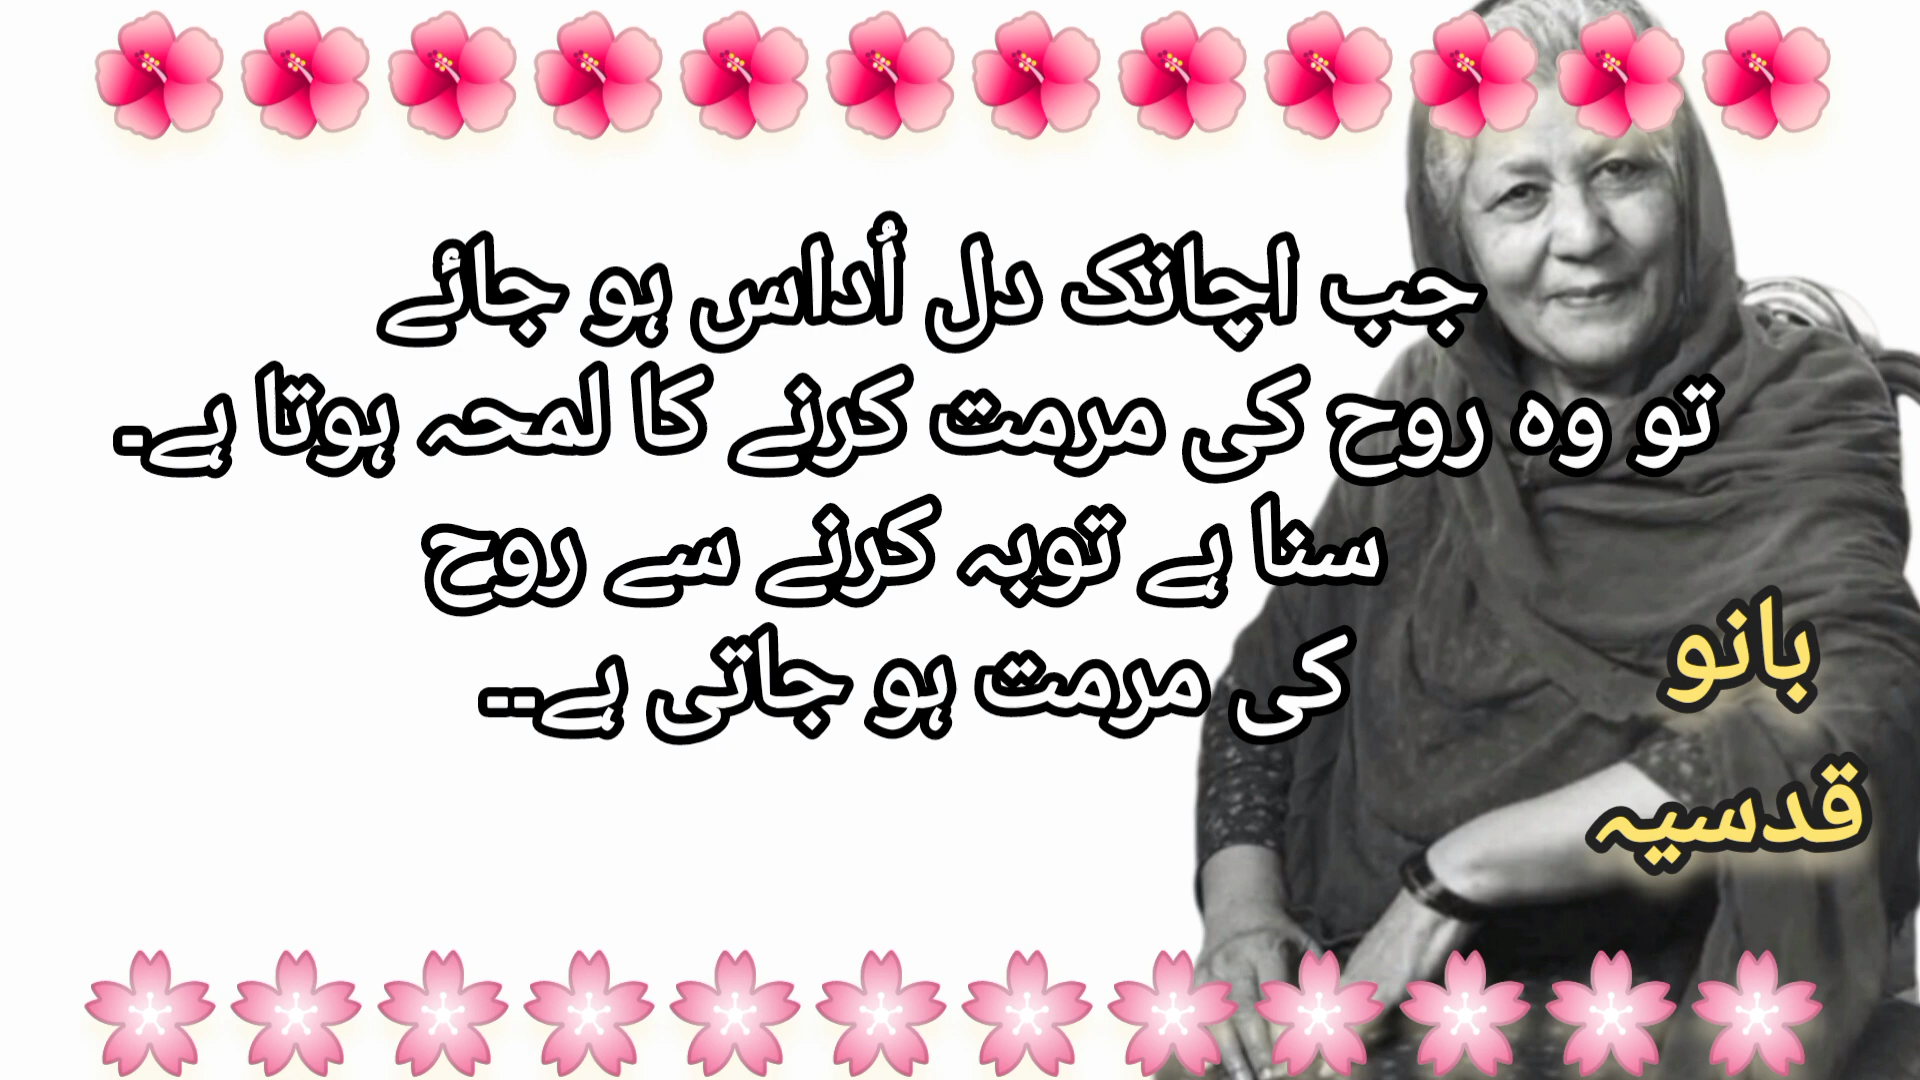 جب اچانک دل اُداس ہو جائے
تو وہ روح کی مرمت کرنے کا لمحہ ہوتا ہے۔
سنا ہے توبہ کرنے سے روح
کی مرمت ہو جاتی ہے۔۔
بانو
قدسیہ